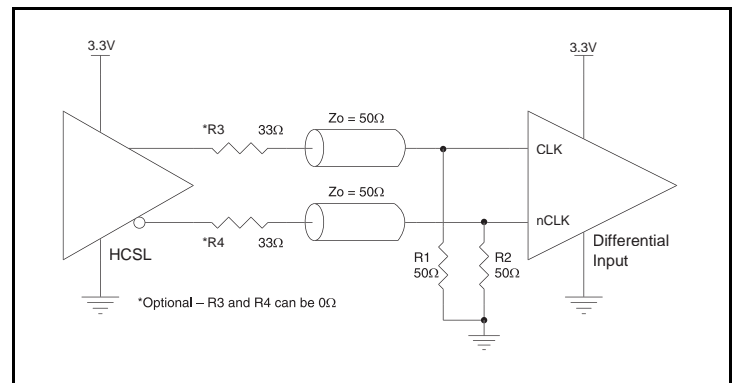 3.3V
3.3V
*R3
33Ω
Zo = 50Ω
CLK
Zo = 50Ω
nCLK
HCSL
*R4
33Ω
R1
50Ω
R2
50Ω
Differential
Input
*Optional – R3 and R4 can be 0Ω